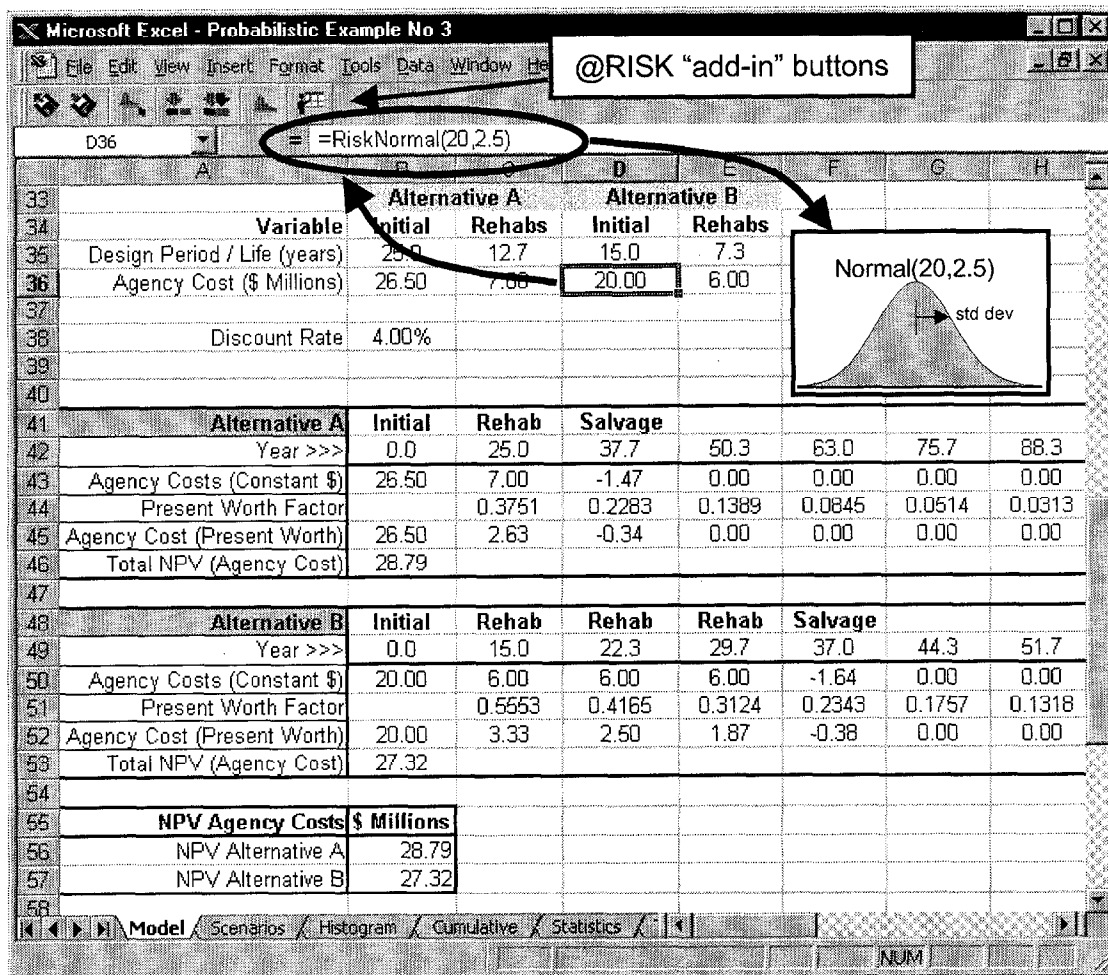 Microsoft Excel - Probabilistic Example No 3
File Edit View Insert Format Tools Data Window He
@RISK "add-in" buttons
D36 = =RiskNormal(20,2.5)
A B C D E F G H
33 Alternative A Alternative B
34 Variable Initial Rehabs Initial Rehabs
35 Design Period / Life (years) 25.0 12.7 15.0 7.3
36 Agency Cost ($ Millions) 26.50 7.00 20.00 6.00
37
38 Discount Rate 4.00%
39
40
Normal(20,2.5)
std dev
41 Alternative A Initial Rehab Salvage
42 Year >>> 0.0 25.0 37.7 50.3 63.0 75.7 88.3
43 Agency Costs (Constant $) 26.50 7.00 -1.47 0.00 0.00 0.00 0.00
44 Present Worth Factor 0.3751 0.2283 0.1389 0.0845 0.0514 0.0313
45 Agency Cost (Present Worth) 26.50 2.63 -0.34 0.00 0.00 0.00 0.00
46 Total NPV (Agency Cost) 28.79
47
48 Alternative B Initial Rehab Rehab Rehab Salvage
49 Year >>> 0.0 15.0 22.3 29.7 37.0 44.3 51.7
50 Agency Costs (Constant $) 20.00 6.00 6.00 6.00 -1.64 0.00 0.00
51 Present Worth Factor 0.5553 0.4165 0.3124 0.2343 0.1757 0.1318
52 Agency Cost (Present Worth) 20.00 3.33 2.50 1.87 -0.38 0.00 0.00
53 Total NPV (Agency Cost) 27.32
54
55 NPV Agency Costs $ Millions
56 NPV Alternative A 28.79
57 NPV Alternative B 27.32
58
Model Scenarios Histogram Cumulative Statistics
NUM